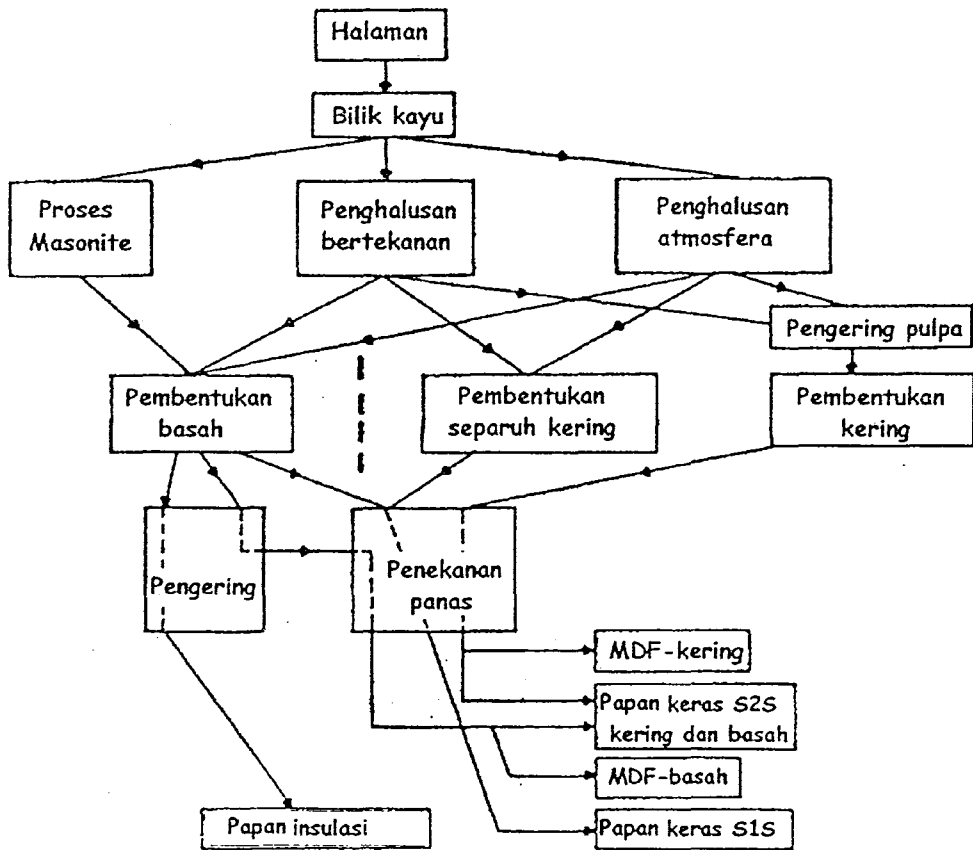 Halaman
Bilik kayu
Proses
Masonite
Penghalusan
bertekanan
Penghalusan
atmosfera
Pengering pulpa
Pembentukan
basah
Pembentukan
separuh kering
Pembentukan
kering
Pengering
Penekanan
panas
MDF-kering
Papan keras S2S
kering dan basah
MDF-basah
Papan insulasi
Papan keras S1S